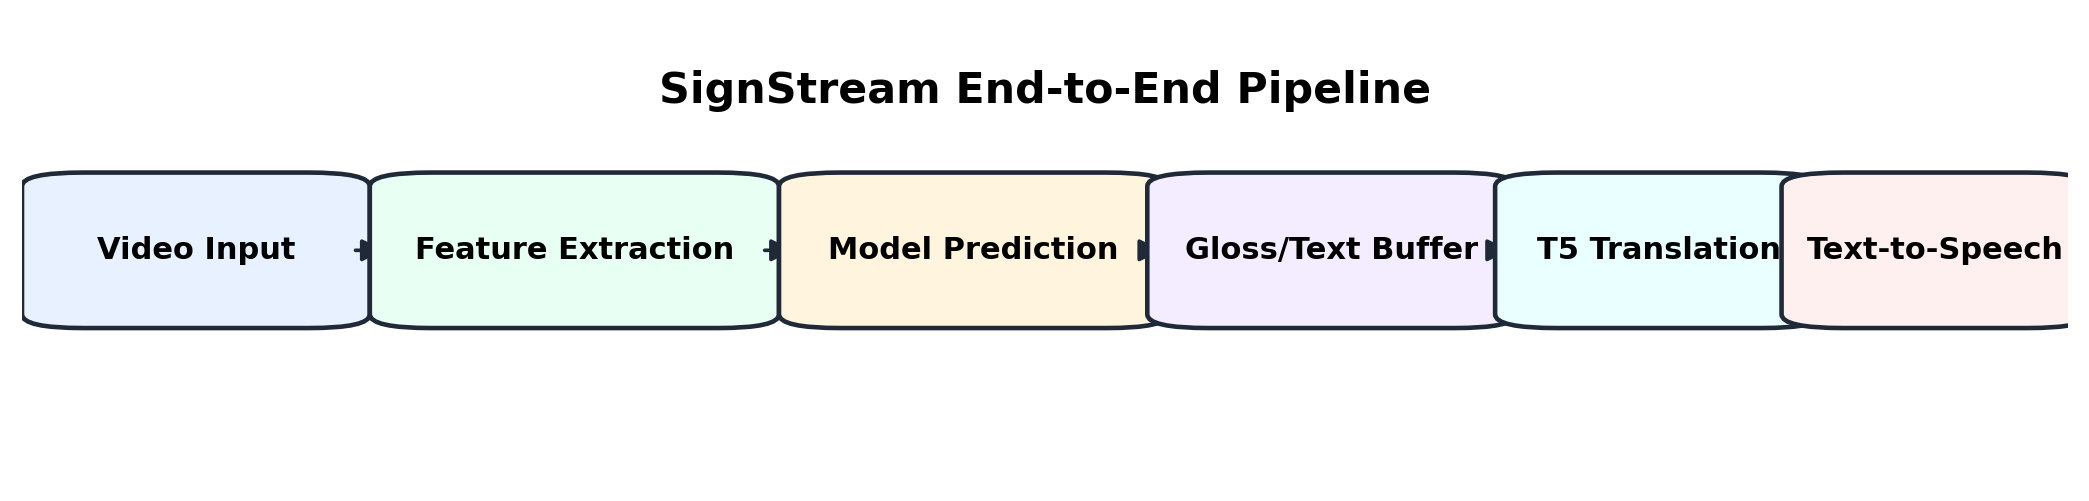 SignStream End-to-End Pipeline
Video Input
Feature Extraction
Model Prediction
Gloss/Text Buffer
T5 Translation
Text-to-Speech